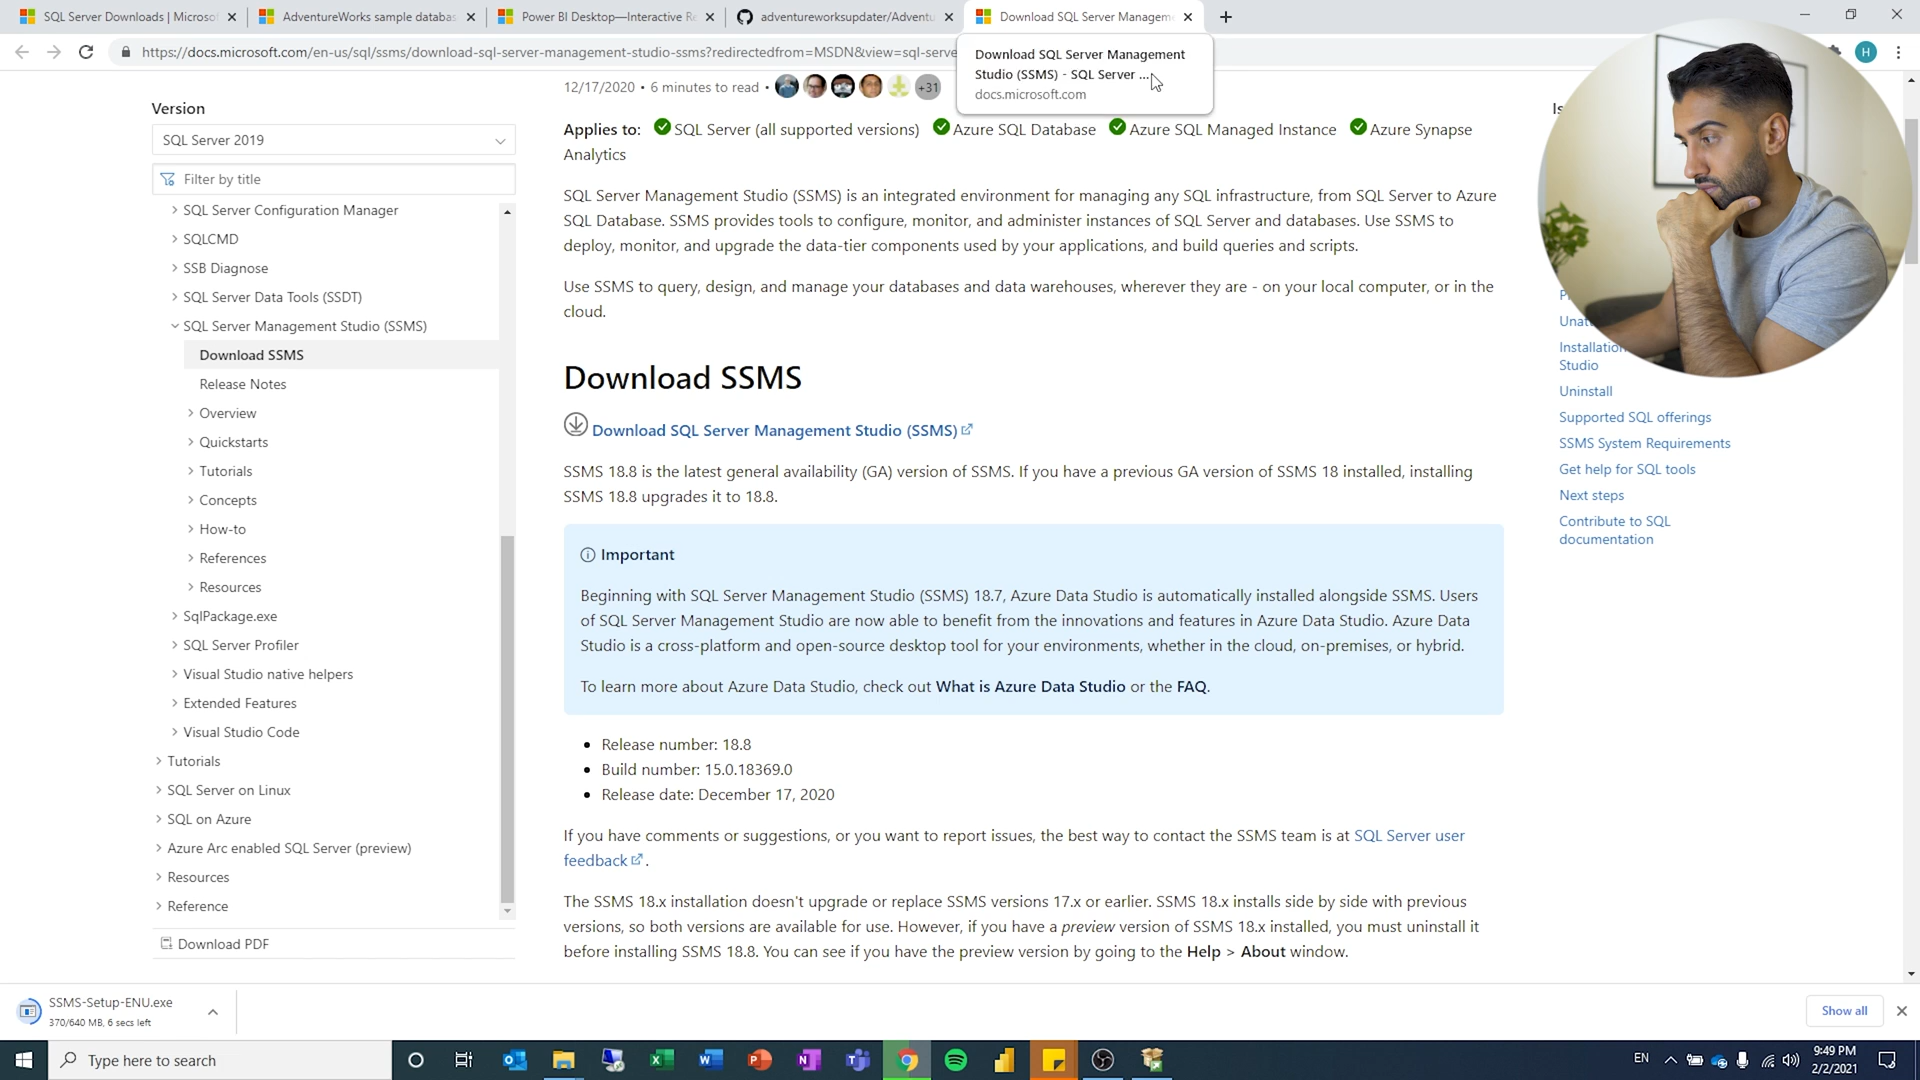 SQL Server Downloads | Microsof
AdventureWorks sample databas
Power BI Desktop—Interactive Re
adventureworksupdater/Adventu
Download SQL Server Managem
https://docs.microsoft.com/en-us/sql/ssms/download-sql-server-management-studio-ssms?redirectedfrom=MSDN&view=sql-serve
H
Download SQL Server Management
Studio (SSMS) - SQL Server ...
docs.microsoft.com
Version
SQL Server 2019
Filter by title
SQL Server Configuration Manager
SQLCMD
SSB Diagnose
SQL Server Data Tools (SSDT)
SQL Server Management Studio (SSMS)
Download SSMS
Release Notes
Overview
Quickstarts
Tutorials
Concepts
How-to
References
Resources
SqlPackage.exe
SQL Server Profiler
Visual Studio native helpers
Extended Features
Visual Studio Code
Tutorials
SQL Server on Linux
SQL on Azure
Azure Arc enabled SQL Server (preview)
Resources
Reference
Download PDF
12/17/2020 • 6 minutes to read •
+31
Applies to: SQL Server (all supported versions) Azure SQL Database Azure SQL Managed Instance Azure Synapse
Analytics
SQL Server Management Studio (SSMS) is an integrated environment for managing any SQL infrastructure, from SQL Server to Azure
SQL Database. SSMS provides tools to configure, monitor, and administer instances of SQL Server and databases. Use SSMS to
deploy, monitor, and upgrade the data-tier components used by your applications, and build queries and scripts.
Use SSMS to query, design, and manage your databases and data warehouses, wherever they are - on your local computer, or in the
cloud.
Download SSMS
Download SQL Server Management Studio (SSMS)
SSMS 18.8 is the latest general availability (GA) version of SSMS. If you have a previous GA version of SSMS 18 installed, installing
SSMS 18.8 upgrades it to 18.8.
Important
Beginning with SQL Server Management Studio (SSMS) 18.7, Azure Data Studio is automatically installed alongside SSMS. Users
of SQL Server Management Studio are now able to benefit from the innovations and features in Azure Data Studio. Azure Data
Studio is a cross-platform and open-source desktop tool for your environments, whether in the cloud, on-premises, or hybrid.
To learn more about Azure Data Studio, check out What is Azure Data Studio or the FAQ.
• Release number: 18.8
• Build number: 15.0.18369.0
• Release date: December 17, 2020
If you have comments or suggestions, or you want to report issues, the best way to contact the SSMS team is at SQL Server user
feedback .
The SSMS 18.x installation doesn't upgrade or replace SSMS versions 17.x or earlier. SSMS 18.x installs side by side with previous
versions, so both versions are available for use. However, if you have a preview version of SSMS 18.x installed, you must uninstall it
before installing SSMS 18.8. You can see if you have the preview version by going to the Help > About window.
Installation
Studio
Uninstall
Supported SQL offerings
SSMS System Requirements
Get help for SQL tools
Next steps
Contribute to SQL
documentation
SSMS-Setup-ENU.exe
370/640 MB, 6 secs left
Show all
Type here to search
EN
9:49 PM
2/2/2021